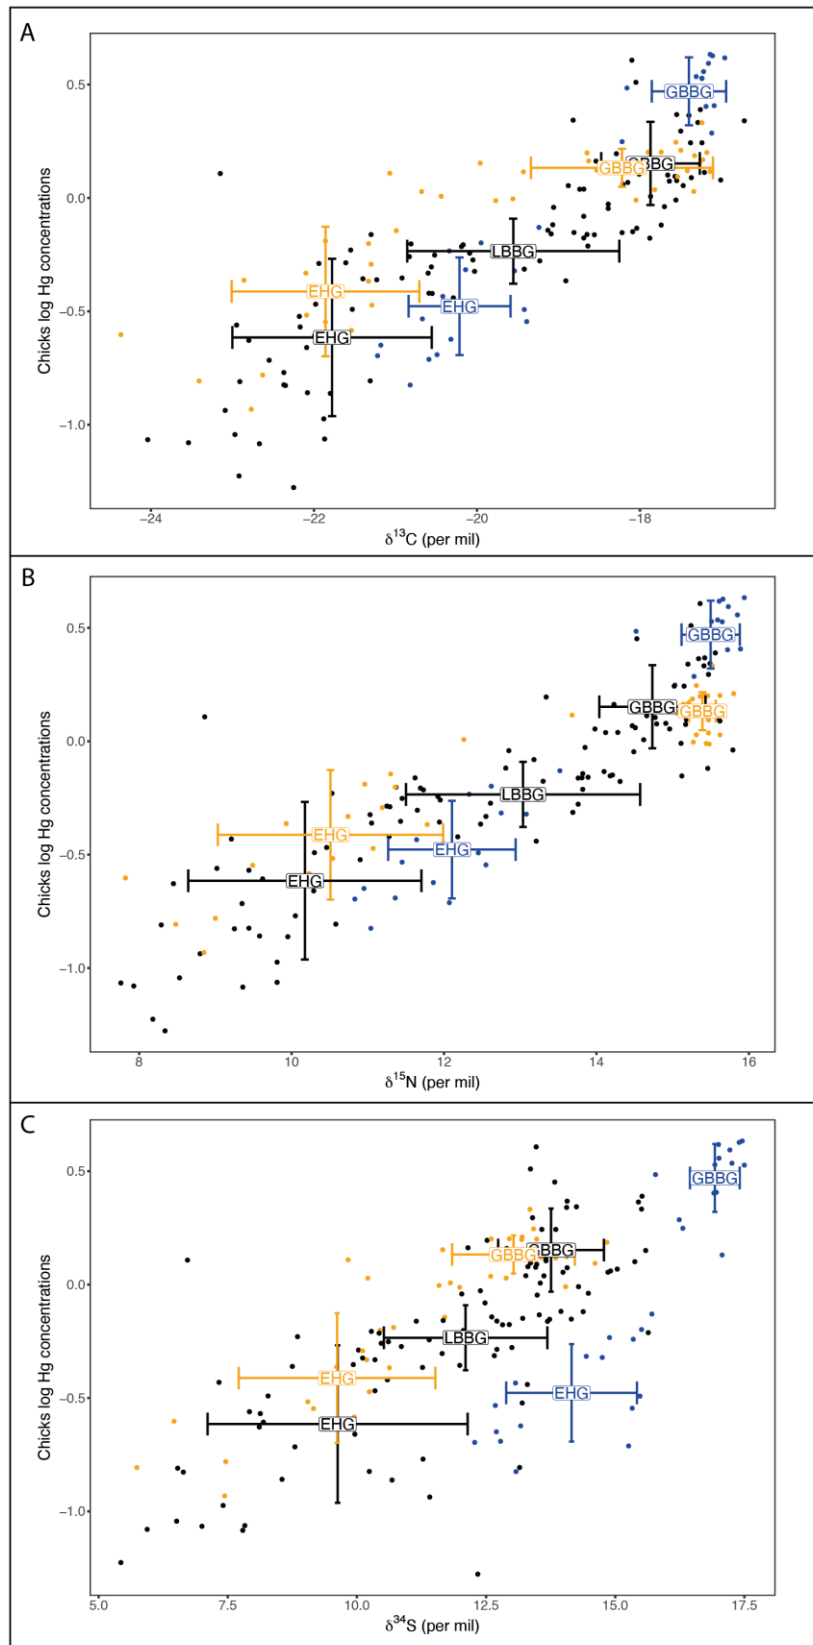 A
Chicks log Hg concentrations
0.5
0.0
−0.5
−1.0
GBBG
GBBG
GBBG
LBBG
EHG
EHG
EHG
−24
−22
−20
−18
δ13C (per mil)
B
Chicks log Hg concentrations
0.5
0.0
−0.5
−1.0
GBBG
GBBG
GBBG
LBBG
EHG
EHG
EHG
8
10
12
14
16
δ15N (per mil)
C
Chicks log Hg concentrations
0.5
0.0
−0.5
−1.0
GBBG
GBBG
GBBG
LBBG
EHG
EHG
EHG
5.0
7.5
10.0
12.5
15.0
17.5
δ34S (per mil)